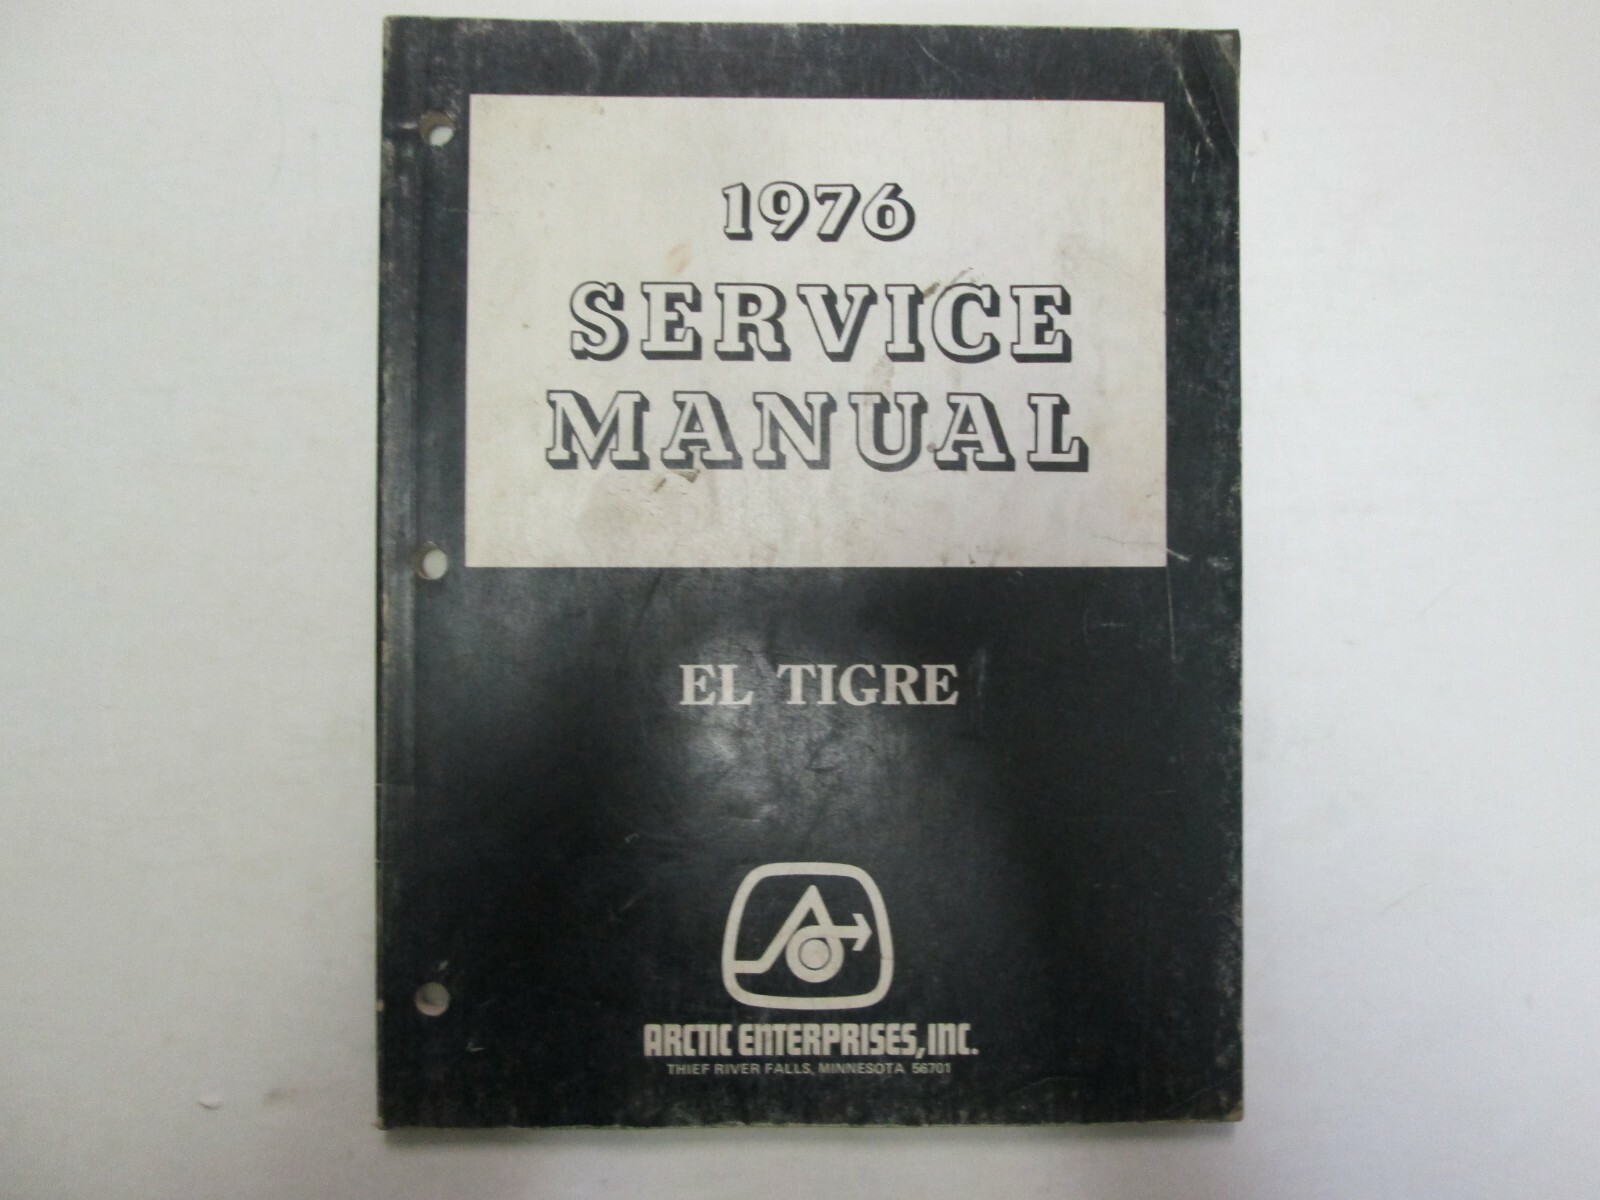 1976
SERVICE
MANUAL
EL TIGRE
ARCTIC ENTERPRISES, INC.
THIEF RIVER FALLS, MINNESOTA 56701